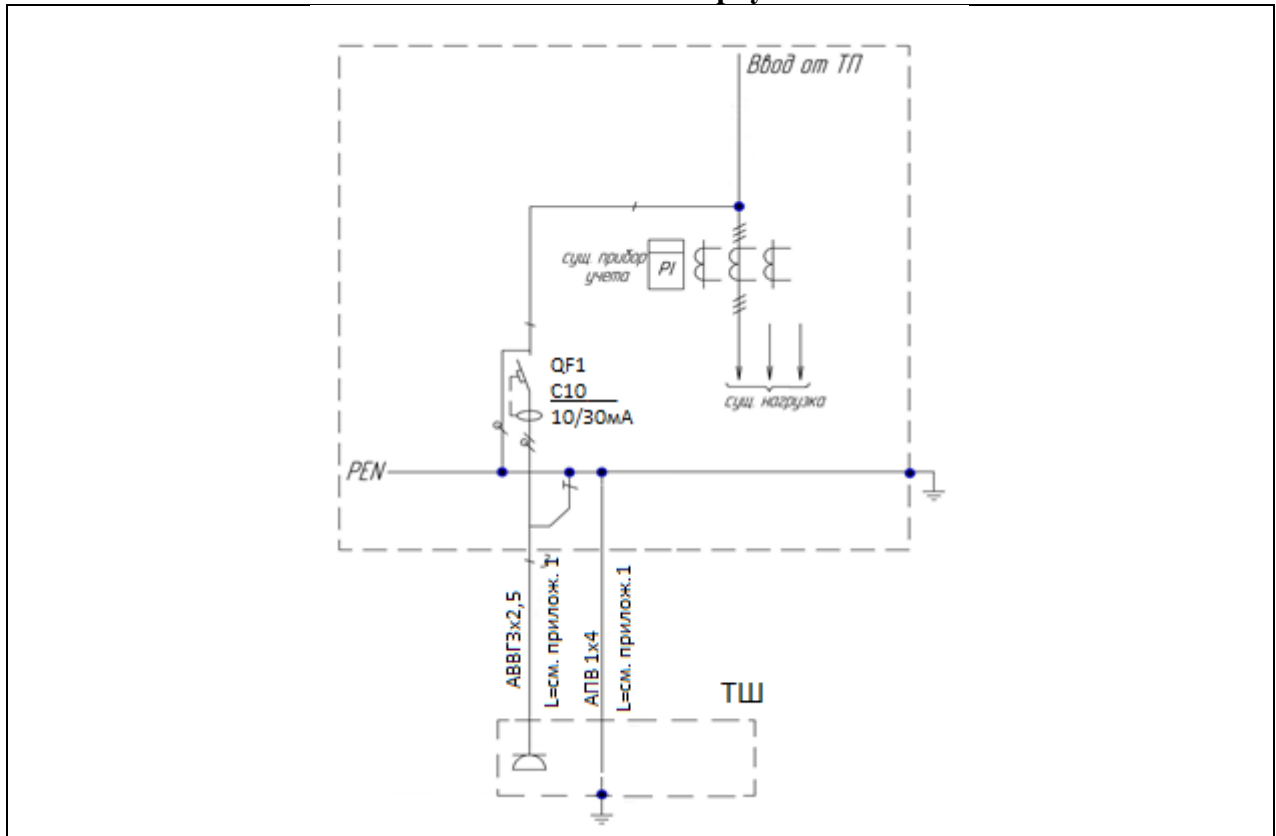 Ввод от ТП
сущ. прибор
учета
PI
QF1
C10
10/30мА
сущ. нагрузка
PEN
АВВГ3х2,5
L=см. прилож. 1
АПВ 1х4
L=см. прилож.1
ТШ